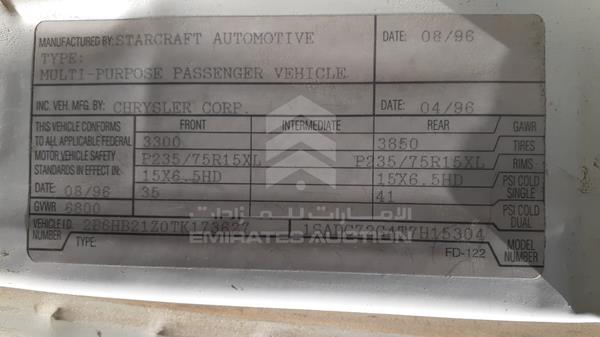 MANUFACTURED BY: STARCRAFT AUTOMOTIVE DATE: 08/96
TYPE:
MULTI-PURPOSE PASSENGER VEHICLE
INC. VEH. MFG. BY: CHRYSLER CORP. DATE: 04/96
THIS VEHICLE CONFORMS TO ALL APPLICABLE FEDERAL MOTOR VEHICLE SAFETY STANDARDS IN EFFECT IN:
DATE: 08/96
FRONT INTERMEDIATE REAR GAWR
3300 3850 TIRES
P235/75R15XL P235/75R15XL RIMS
15X6.5HD 15X6.5HD PSI COLD SINGLE
35 41 PSI COLD DUAL
GVWR 6800
VEHICLE I.D. NUMBER 2B6HB21Z0TK173627 1SADCZ2C4T7H15304 MODEL NUMBER
TYPE:
FD-122
الإمارات للمزادات
EMIRATES AUCTION